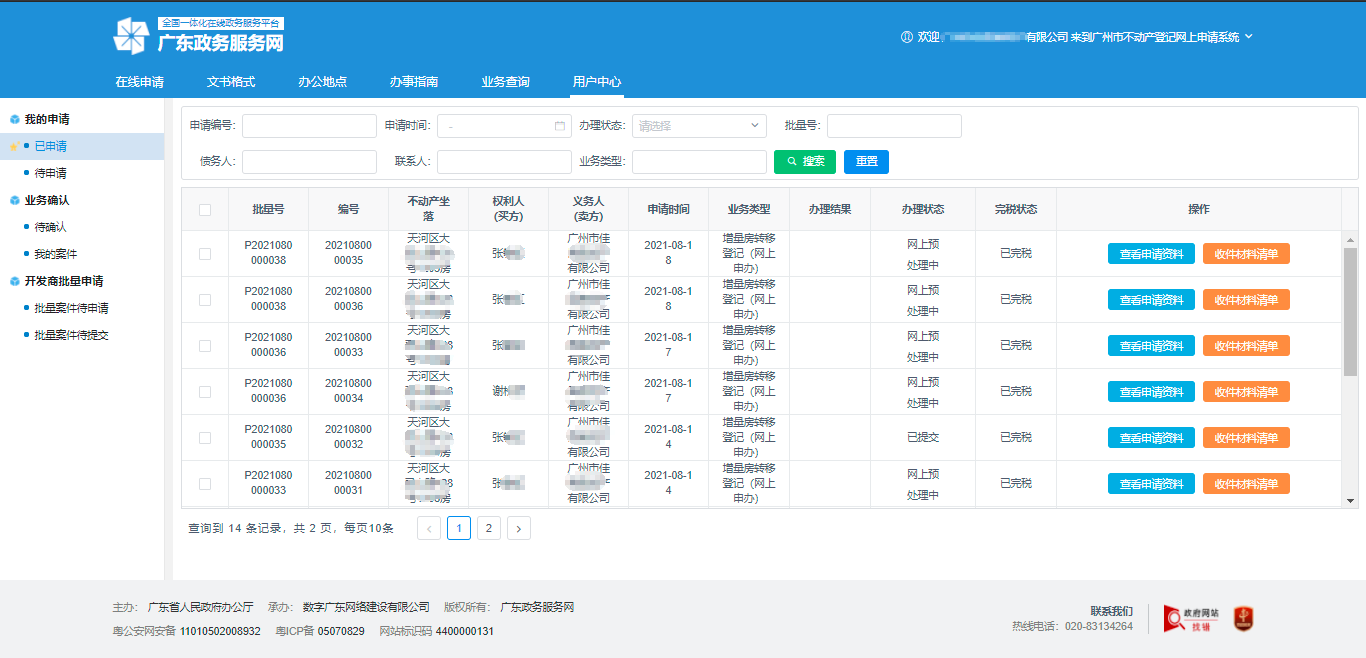 全国一体化在线政务服务平台
广东政务服务网
欢迎 有限公司 来到广州市不动产登记网上申请系统
在线申请 文书格式 办公地点 办事指南 业务查询 用户中心
我的申请
已申请
待申请
业务确认
待确认
我的案件
开发商批量申请
批量案件待申请
批量案件待提交
申请编号: 申请时间: - 办理状态: 请选择 批量号:
债务人: 联系人: 业务类型: 搜索 重置
批量号 编号 不动产坐落 权利人(买方) 义务人(卖方) 申请时间 业务类型 办理结果 办理状态 完税状态 操作
P2021080000038 2021080000035 天河区大 号 房 张 广州市佳 有限公司 2021-08-18 增量房转移登记（网上申办） 网上预处理中 已完税 查看申请资料 收件材料清单
P2021080000038 2021080000036 天河区大 房 张 广州市佳 有限公司 2021-08-18 增量房转移登记（网上申办） 网上预处理中 已完税 查看申请资料 收件材料清单
P2021080000036 2021080000033 天河区大 号 张 广州市佳 有限公司 2021-08-17 增量房转移登记（网上申办） 网上预处理中 已完税 查看申请资料 收件材料清单
P2021080000036 2021080000034 天河区大 房 谢 广州市佳 有限公司 2021-08-17 增量房转移登记（网上申办） 网上预处理中 已完税 查看申请资料 收件材料清单
P2021080000035 2021080000032 天河区大 房 张 广州市佳 有限公司 2021-08-14 增量房转移登记（网上申办） 已提交 已完税 查看申请资料 收件材料清单
P2021080000033 2021080000031 天河区大 号 房 张 广州市佳 有限公司 2021-08-14 增量房转移登记（网上申办） 网上预处理中 已完税 查看申请资料 收件材料清单
查询到 14 条记录，共 2 页，每页10条 < 1 2 >
主办： 广东省人民政府办公厅 承办： 数字广东网络建设有限公司 版权所有： 广东政务服务网
粤公安网安备 11010502008932 粤ICP备 05070829 网站标识码 4400000131
联系我们
热线电话：020-83134264
政府网站
找错